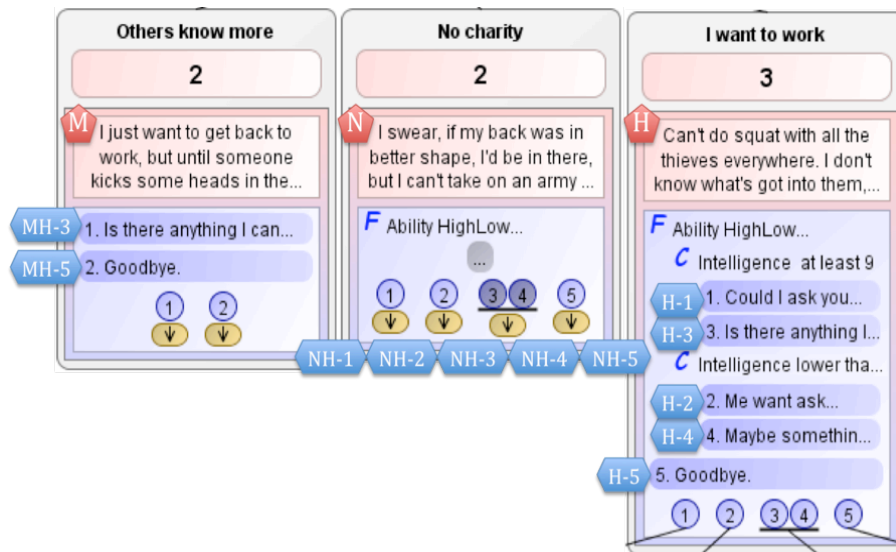 Others know more
2
M
I just want to get back to
work, but until someone
kicks some heads in the...
MH-3
1. Is there anything I can...
MH-5
2. Goodbye.
1 2
No charity
2
N
I swear, if my back was in
better shape, I'd be in there,
but I can't take on an army ...
F Ability HighLow...
...
1 2 3 4 5
NH-1 NH-2 NH-3 NH-4 NH-5
I want to work
3
H
Can't do squat with all the
thieves everywhere. I don't
know what's got into them,...
F Ability HighLow...
C Intelligence at least 9
H-1 1. Could I ask you...
H-3 3. Is there anything I...
C Intelligence lower tha...
H-2 2. Me want ask...
H-4 4. Maybe somethin...
H-5 5. Goodbye.
1 2 3 4 5